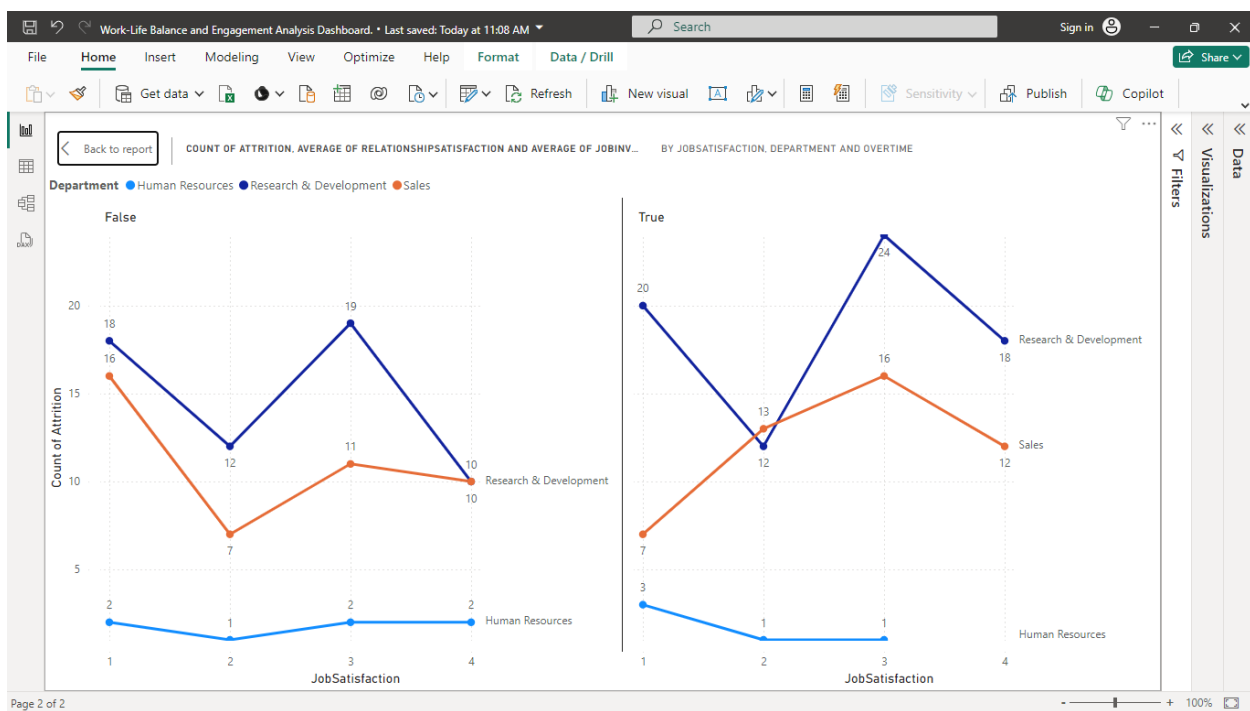 Work-Life Balance and Engagement Analysis Dashboard. • Last saved: Today at 11:08 AM
Search
Sign in
File Home Insert Modeling View Optimize Help Format Data / Drill
Share
Get data
Refresh
New visual
A
Sensitivity
Publish
Copilot
Back to report
COUNT OF ATTRITION, AVERAGE OF RELATIONSHIPSATISFACTION AND AVERAGE OF JOBINV...
BY JOBSATISFACTION, DEPARTMENT AND OVERTIME
Department Human Resources Research & Development Sales
False
20
15
10
5
Count of Attrition
18
12
19
10
16
7
11
10
2
1
2
2
Research & Development
Human Resources
1 2 3 4
JobSatisfaction
True
20
12
24
18
7
13
16
12
3
1
1
Research & Development
Sales
Human Resources
1 2 3 4
JobSatisfaction
Filters
Visualizations
Data
DAX
Page 2 of 2
- + 100%